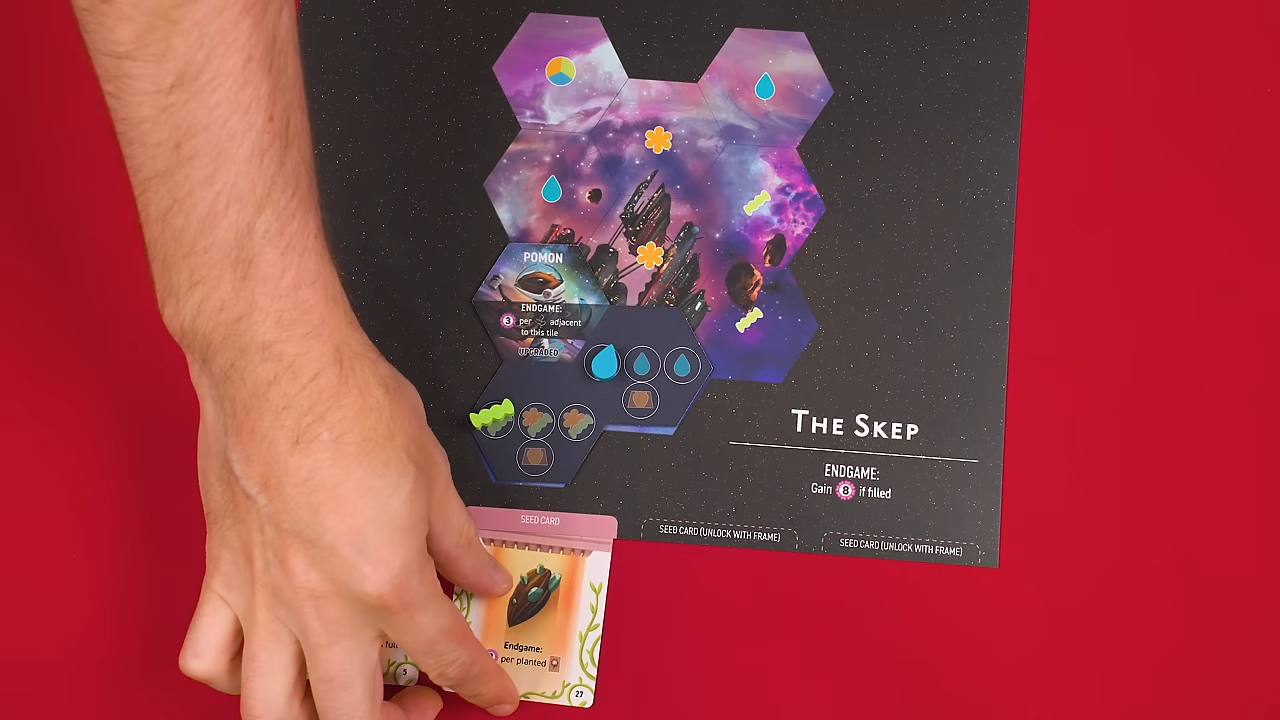 POMON
ENDGAME:
3 per adjacent
to this tile
UPGRADED
THE SKEP
ENDGAME:
Gain 8 if filled
SEED CARD
SEED CARD (UNLOCK WITH FRAME)
SEED CARD (UNLOCK WITH FRAME)
Endgame:
per planted
27
5